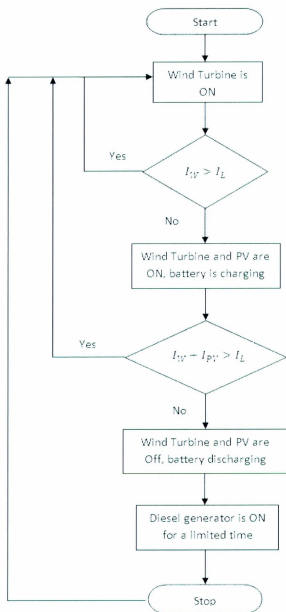 Start
Wind Turbine is
ON
Yes
I_W > I_L
No
Wind Turbine and PV are
ON, battery is charging
Yes
I_W + I_PV > I_L
No
Wind Turbine and PV are
Off, battery discharging
Diesel generator is ON
for a limited time
Stop